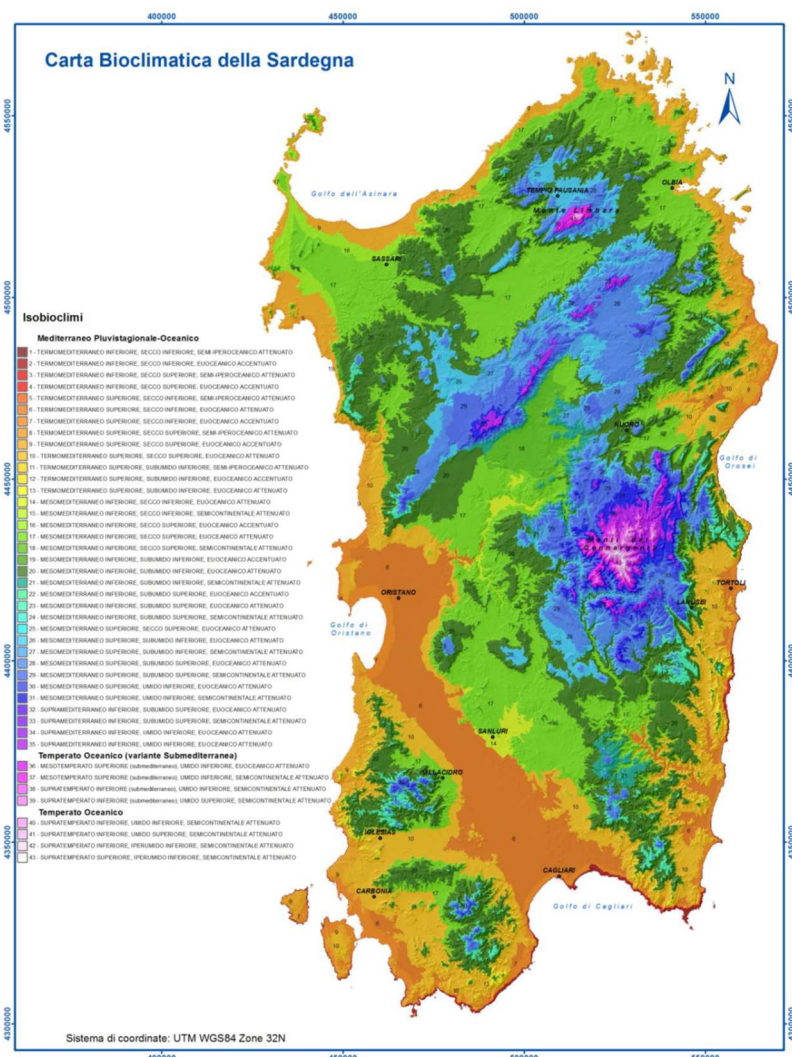 400000 450000 500000 550000
Carta Bioclimatica della Sardegna
N
4550000 4550000
Golfo dell'Asinara
TEMPIO PAUSANIA
OLBIA
Monte Limbara
SASSARI
4500000 4500000
Isobioclimi
Mediterraneo Pluvistagionale-Oceanico
1 - TERMOMEDITERRANEO INFERIORE, SECCO INFERIORE, SEMI-IPEROCEANICO ATTENUATO
2 - TERMOMEDITERRANEO INFERIORE, SECCO INFERIORE, EUOCEANICO ACCENTUATO
3 - TERMOMEDITERRANEO INFERIORE, SECCO SUPERIORE, SEMI-IPEROCEANICO ATTENUATO
4 - TERMOMEDITERRANEO INFERIORE, SECCO SUPERIORE, EUOCEANICO ACCENTUATO
5 - TERMOMEDITERRANEO SUPERIORE, SECCO INFERIORE, SEMI-IPEROCEANICO ATTENUATO
6 - TERMOMEDITERRANEO SUPERIORE, SECCO INFERIORE, EUOCEANICO ATTENUATO
7 - TERMOMEDITERRANEO SUPERIORE, SECCO INFERIORE, EUOCEANICO ACCENTUATO
8 - TERMOMEDITERRANEO SUPERIORE, SECCO SUPERIORE, SEMI-IPEROCEANICO ATTENUATO
9 - TERMOMEDITERRANEO SUPERIORE, SECCO SUPERIORE, EUOCEANICO ACCENTUATO
10 - TERMOMEDITERRANEO SUPERIORE, SECCO SUPERIORE, EUOCEANICO ATTENUATO
11 - TERMOMEDITERRANEO SUPERIORE, SUBUMIDO INFERIORE, SEMI-IPEROCEANICO ATTENUATO
12 - TERMOMEDITERRANEO SUPERIORE, SUBUMIDO INFERIORE, EUOCEANICO ACCENTUATO
13 - TERMOMEDITERRANEO SUPERIORE, SUBUMIDO INFERIORE, EUOCEANICO ATTENUATO
14 - MESOMEDITERRANEO INFERIORE, SECCO INFERIORE, EUOCEANICO ATTENUATO
15 - MESOMEDITERRANEO INFERIORE, SECCO INFERIORE, SEMICONTINENTALE ATTENUATO
16 - MESOMEDITERRANEO INFERIORE, SECCO SUPERIORE, EUOCEANICO ACCENTUATO
17 - MESOMEDITERRANEO INFERIORE, SECCO SUPERIORE, EUOCEANICO ATTENUATO
18 - MESOMEDITERRANEO INFERIORE, SECCO SUPERIORE, SEMICONTINENTALE ATTENUATO
19 - MESOMEDITERRANEO INFERIORE, SUBUMIDO INFERIORE, EUOCEANICO ACCENTUATO
20 - MESOMEDITERRANEO INFERIORE, SUBUMIDO INFERIORE, EUOCEANICO ATTENUATO
21 - MESOMEDITERRANEO INFERIORE, SUBUMIDO INFERIORE, SEMICONTINENTALE ATTENUATO
22 - MESOMEDITERRANEO INFERIORE, SUBUMIDO SUPERIORE, EUOCEANICO ACCENTUATO
23 - MESOMEDITERRANEO INFERIORE, SUBUMIDO SUPERIORE, EUOCEANICO ATTENUATO
24 - MESOMEDITERRANEO INFERIORE, SUBUMIDO SUPERIORE, SEMICONTINENTALE ATTENUATO
25 - MESOMEDITERRANEO SUPERIORE, SECCO SUPERIORE, EUOCEANICO ATTENUATO
26 - MESOMEDITERRANEO SUPERIORE, SUBUMIDO INFERIORE, EUOCEANICO ATTENUATO
27 - MESOMEDITERRANEO SUPERIORE, SUBUMIDO INFERIORE, SEMICONTINENTALE ATTENUATO
28 - MESOMEDITERRANEO SUPERIORE, SUBUMIDO SUPERIORE, EUOCEANICO ATTENUATO
29 - MESOMEDITERRANEO SUPERIORE, SUBUMIDO SUPERIORE, SEMICONTINENTALE ATTENUATO
30 - MESOMEDITERRANEO SUPERIORE, UMIDO INFERIORE, EUOCEANICO ATTENUATO
31 - MESOMEDITERRANEO SUPERIORE, UMIDO INFERIORE, SEMICONTINENTALE ATTENUATO
32 - SUPRAMEDITERRANEO INFERIORE, SUBUMIDO SUPERIORE, EUOCEANICO ATTENUATO
33 - SUPRAMEDITERRANEO INFERIORE, SUBUMIDO SUPERIORE, SEMICONTINENTALE ATTENUATO
34 - SUPRAMEDITERRANEO INFERIORE, UMIDO INFERIORE, EUOCEANICO ATTENUATO
35 - SUPRAMEDITERRANEO INFERIORE, UMIDO INFERIORE, EUOCEANICO ATTENUATO
Temperato Oceanico (variante Submediterranea)
36 - MESOTEMPERATO SUPERIORE (submediterraneo), UMIDO INFERIORE, EUOCEANICO ATTENUATO
37 - MESOTEMPERATO SUPERIORE (submediterraneo), UMIDO INFERIORE, SEMICONTINENTALE ATTENUATO
38 - SUPRATEMPERATO INFERIORE (submediterraneo), UMIDO INFERIORE, SEMICONTINENTALE ATTENUATO
39 - SUPRATEMPERATO INFERIORE (submediterraneo), UMIDO SUPERIORE, SEMICONTINENTALE ATTENUATO
Temperato Oceanico
40 - SUPRATEMPERATO INFERIORE, UMIDO INFERIORE, SEMICONTINENTALE ATTENUATO
41 - SUPRATEMPERATO INFERIORE, UMIDO SUPERIORE, SEMICONTINENTALE ATTENUATO
42 - SUPRATEMPERATO INFERIORE, IPERUMIDO INFERIORE, SEMICONTINENTALE ATTENUATO
43 - SUPRATEMPERATO SUPERIORE, IPERUMIDO INFERIORE, SEMICONTINENTALE ATTENUATO
NUORO
Golfo di
Orosei
4450000 4450000
Monti del
Gennargentu
ORISTANO
TORTOLI
LANUSEI
Golfo di
Oristano
4400000 4400000
SANLURI
VILLACIDRO
IGLESIAS
4350000 4350000
CARBONIA
CAGLIARI
Golfo di Cagliari
4300000 4300000
Sistema di coordinate: UTM WGS84 Zone 32N
400000 450000 500000 550000